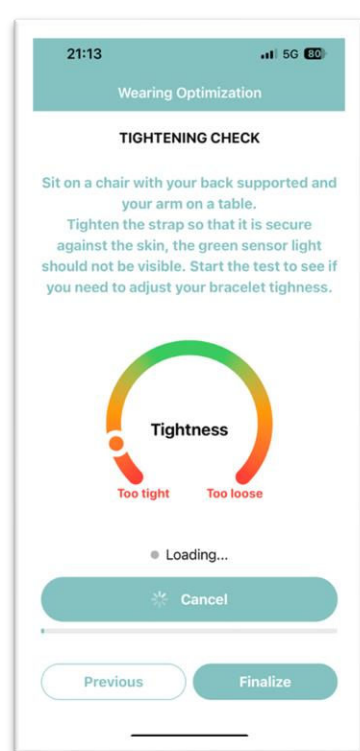 21:13
5G 80
Wearing Optimization
TIGHTENING CHECK
Sit on a chair with your back supported and
your arm on a table.
Tighten the strap so that it is secure
against the skin, the green sensor light
should not be visible. Start the test to see if
you need to adjust your bracelet tighness.
Tightness
Too tight Too loose
Loading...
Cancel
Previous Finalize